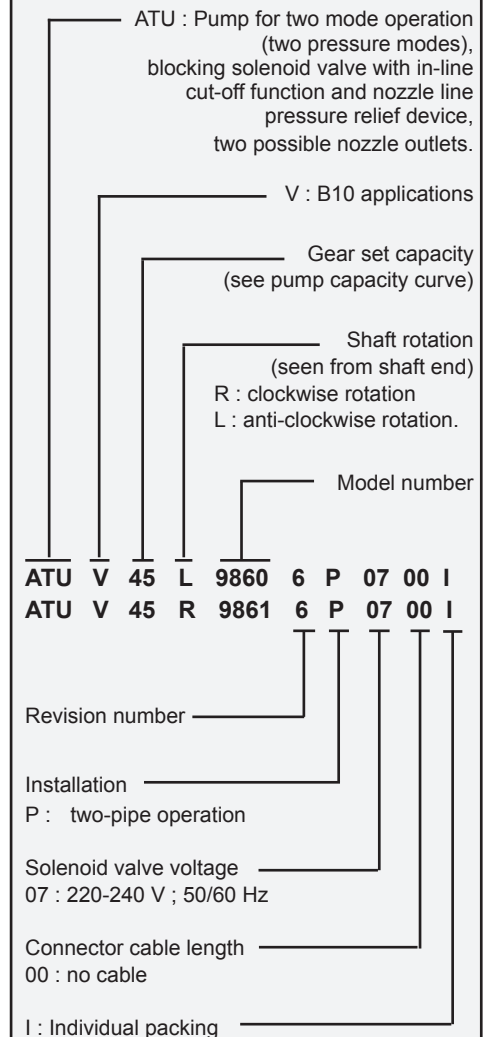 ATU : Pump for two mode operation
(two pressure modes),
blocking solenoid valve with in-line
cut-off function and nozzle line
pressure relief device,
two possible nozzle outlets.
V : B10 applications
Gear set capacity
(see pump capacity curve)
Shaft rotation
(seen from shaft end)
R : clockwise rotation
L : anti-clockwise rotation.
Model number
ATU V 45 L 9860 6 P 07 00 I
ATU V 45 R 9861 6 P 07 00 I
Revision number
Installation
P : two-pipe operation
Solenoid valve voltage
07 : 220-240 V ; 50/60 Hz
Connector cable length
00 : no cable
I : Individual packing